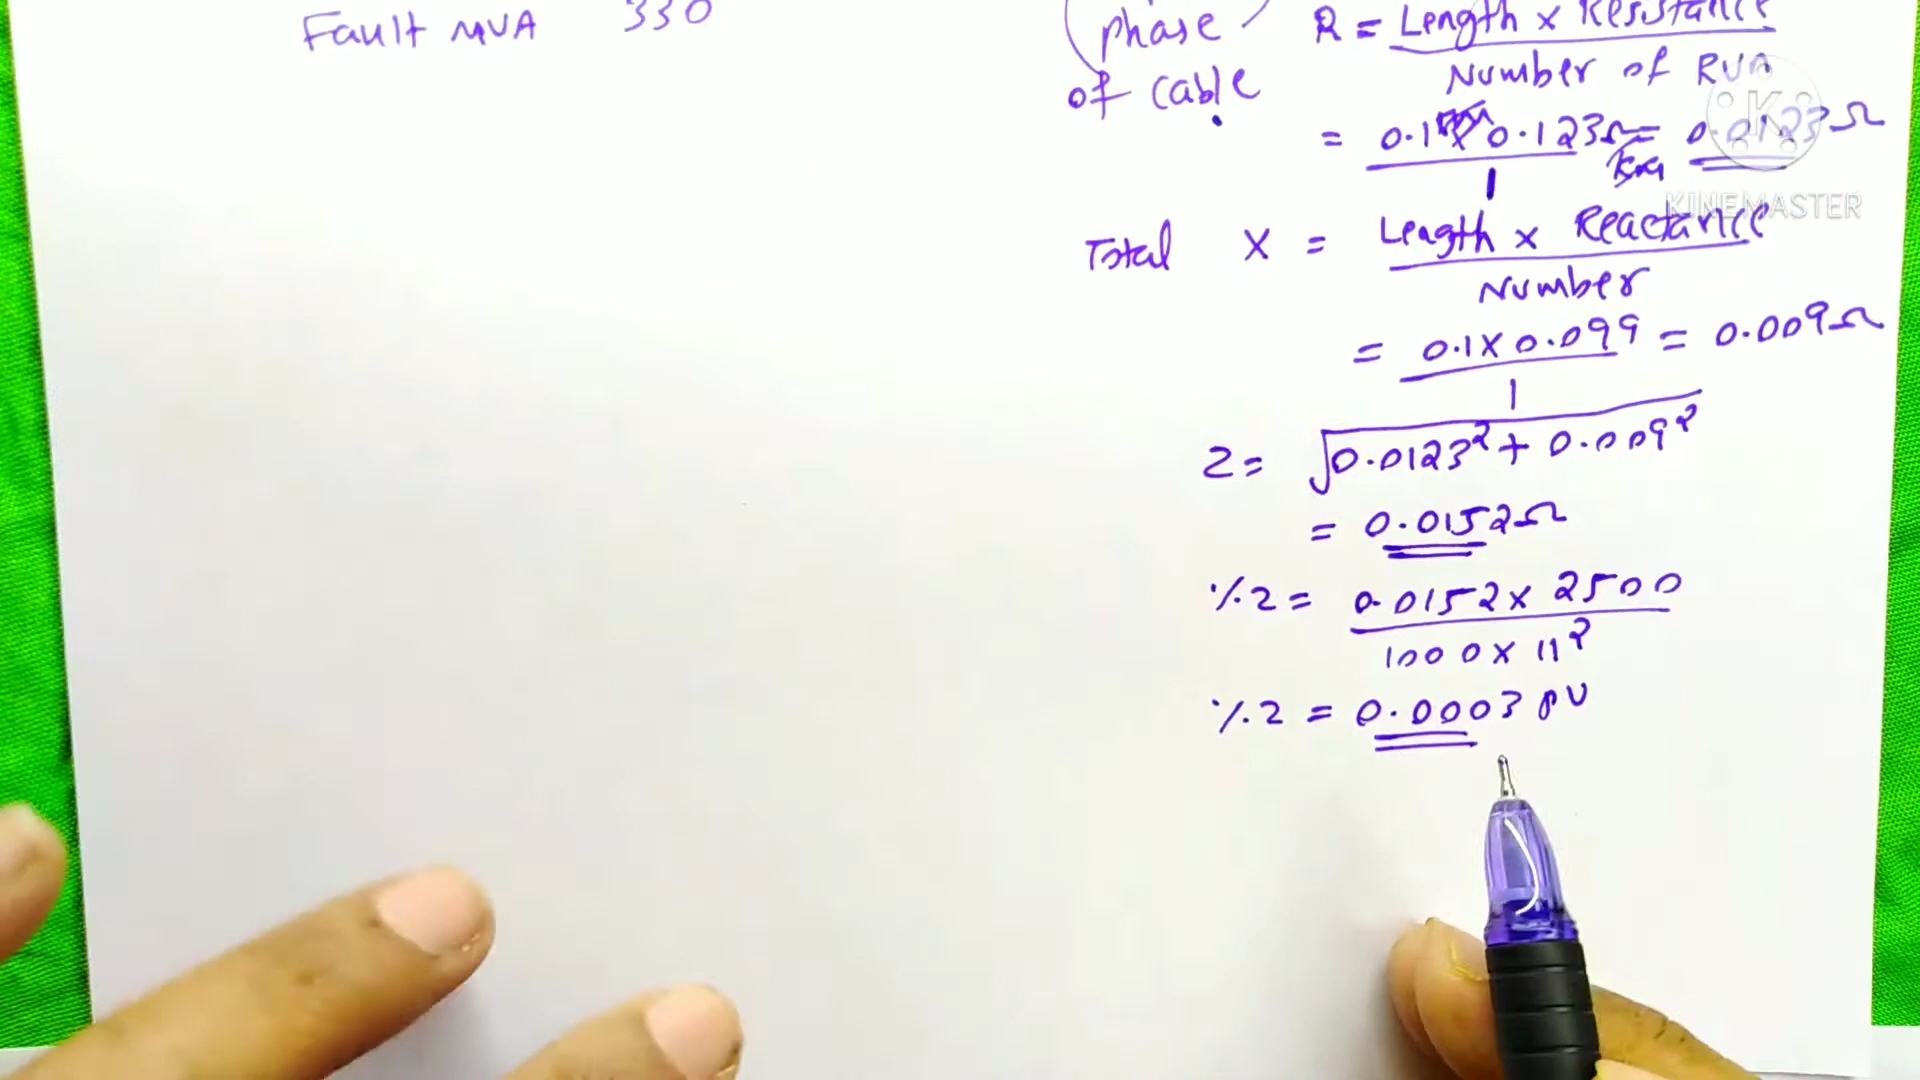 Fault MVA 330
phase
of cable
R = Length x Resistance
Number of Run
= 0.1 x 0.123Ω = 0.0123Ω
1 Km
KINEMASTER
Total X = Length x Reactance
Number
= 0.1 x 0.099 = 0.009Ω
1
Z = √0.0123² + 0.009²
= 0.0152Ω
%Z = 0.0152 x 2500
1000 x 11²
%Z = 0.0003 PU